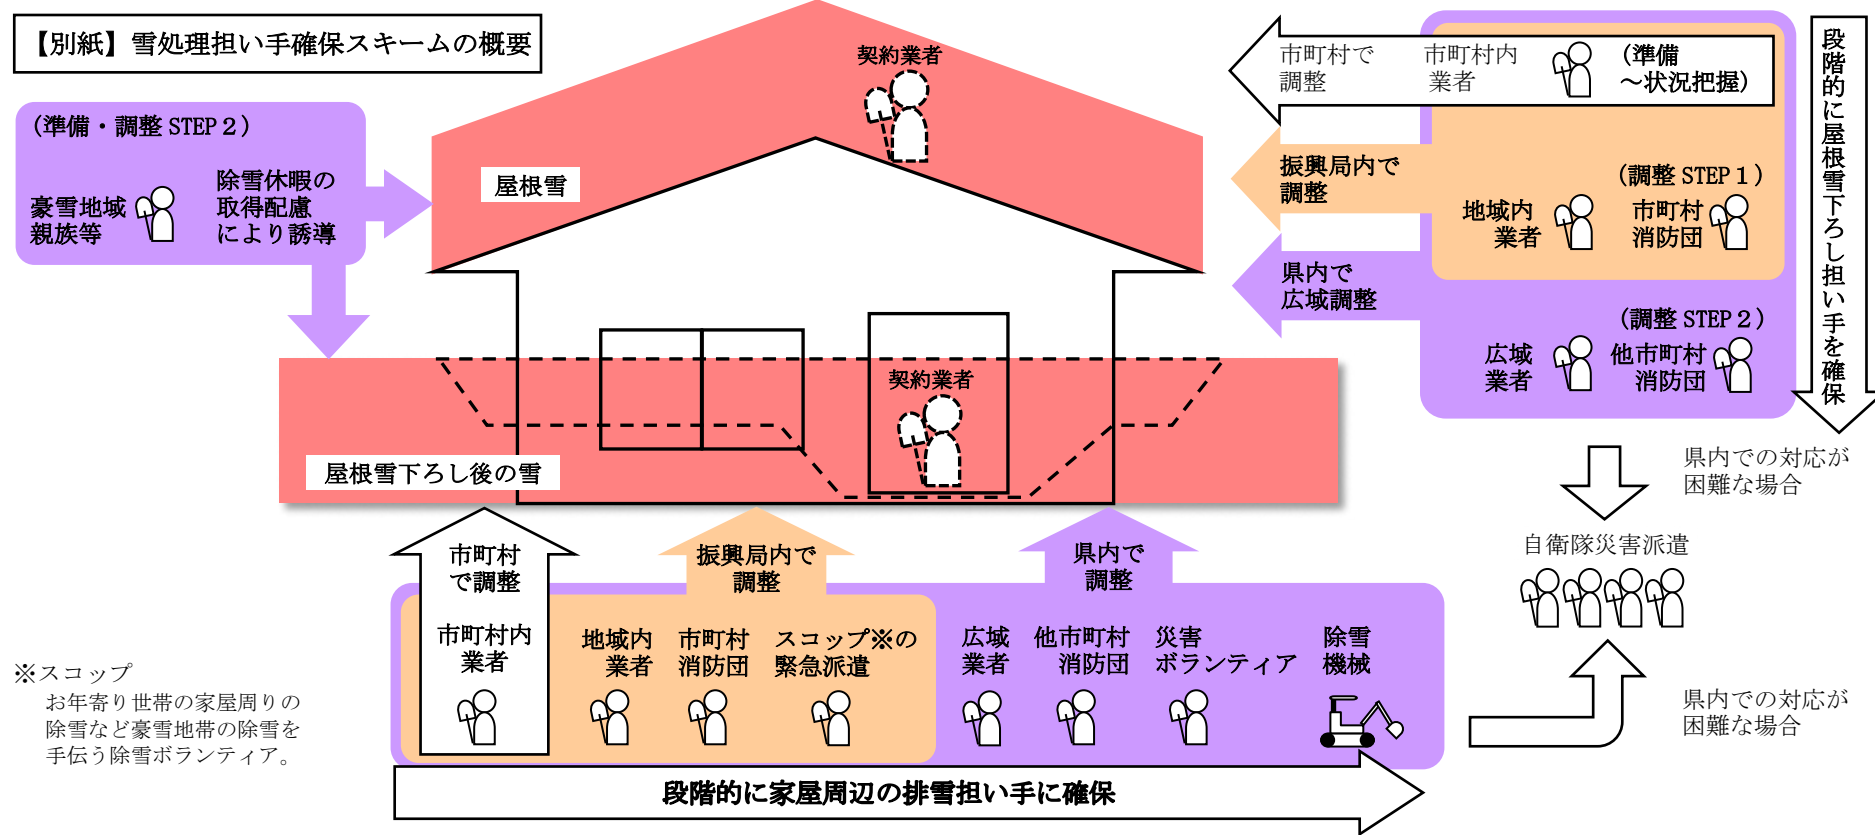 【別紙】雪処理担い手確保スキームの概要
（準備・調整 STEP２）
豪雪地域
親族等
除雪休暇の
取得配慮
により誘導
契約業者
屋根雪
市町村で
調整
市町村内
業者
（準備
～状況把握）
振興局内で
調整
（調整 STEP１）
地域内
業者
市町村
消防団
県内で
広域調整
（調整 STEP２）
広域
業者
他市町村
消防団
段階的に屋根雪下ろし担い手を確保
契約業者
屋根雪下ろし後の雪
県内での対応が
困難な場合
自衛隊災害派遣
県内での対応が
困難な場合
市町村
で調整
市町村内
業者
振興局内で
調整
地域内
業者
市町村
消防団
スコップ※の
緊急派遣
県内で
調整
広域
業者
他市町村
消防団
災害
ボランティア
除雪
機械
段階的に家屋周辺の排雪担い手に確保
※スコップ
お年寄り世帯の家屋周りの
除雪など豪雪地帯の除雪を
手伝う除雪ボランティア。